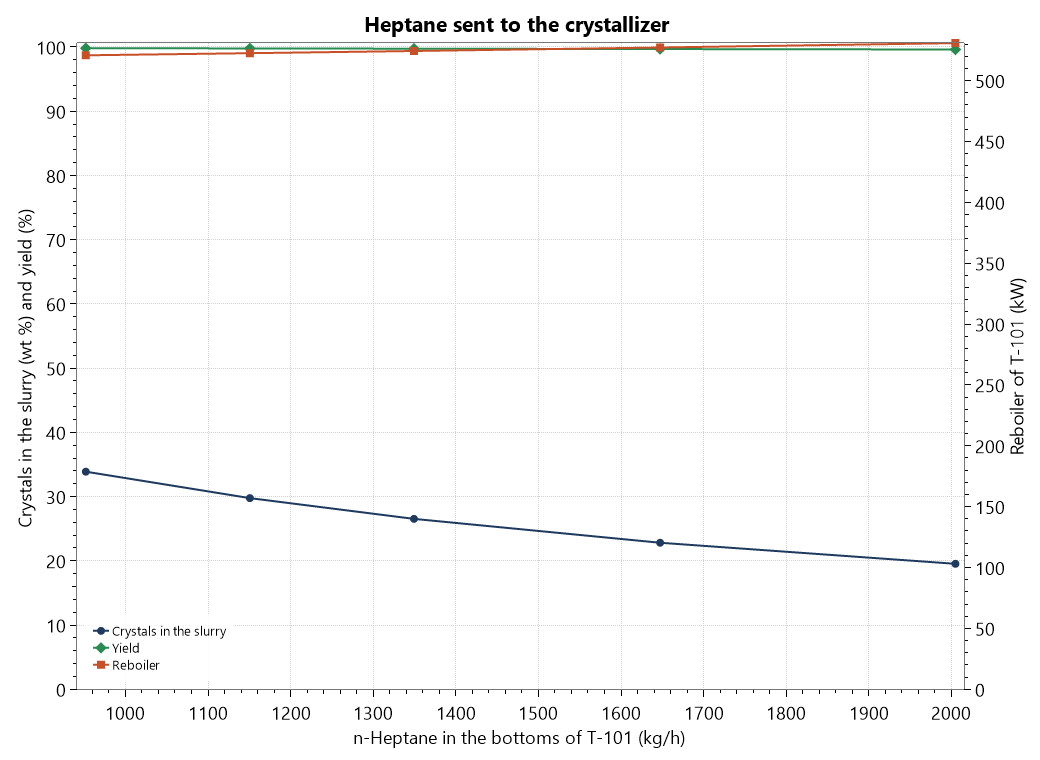 Heptane sent to the crystallizer
Crystals in the slurry (wt %) and yield (%)
100
90
80
70
60
50
40
30
20
10
0
500
450
400
350
300
250
200
150
100
50
0
Reboiler of T-101 (kW)
Crystals in the slurry
Yield
Reboiler
1000 1100 1200 1300 1400 1500 1600 1700 1800 1900 2000
n-Heptane in the bottoms of T-101 (kg/h)